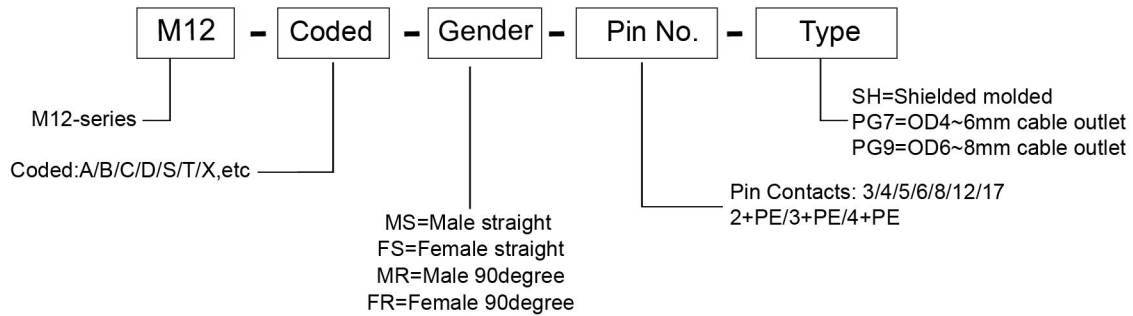 M12 - Coded - Gender - Pin No. - Type
M12-series
Coded:A/B/C/D/S/T/X,etc
MS=Male straight
FS=Female straight
MR=Male 90degree
FR=Female 90degree
Pin Contacts: 3/4/5/6/8/12/17
2+PE/3+PE/4+PE
SH=Shielded molded
PG7=OD4~6mm cable outlet
PG9=OD6~8mm cable outlet